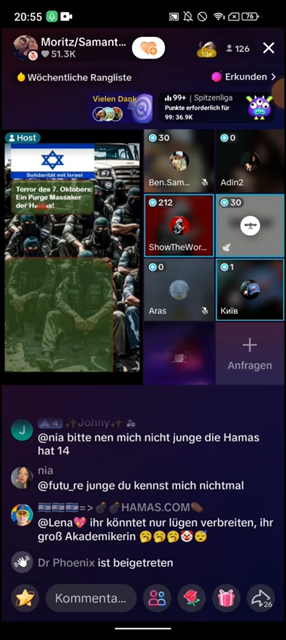 20:55
76%
Moritz/Samant...
51.3K
126
Wöchentliche Rangliste
Erkunden >
Vielen Dank
99+ | Spitzenliga
Punkte erforderlich für
99: 36.9K
Host
Solidarität mit Israel
Terror des 7. Oktobers:
Ein Purge Massaker
der Hamas!
30
Ben.Sam...
0
Adin2
212
ShowTheWor...
30
0
Aras
1
Київ
Anfragen
J
4 Johny
@nia bitte nen mich nicht junge die Hamas
hat 14
nia
@futu_re junge du kennst mich nichtmal
=> HAMAS.COM
@Lena💖 ihr könntet nur lügen verbreiten, ihr
groß Akademikerin 🤔🤔🤔🤡😴
Dr Phoenix ist beigetreten
Kommenta...
26